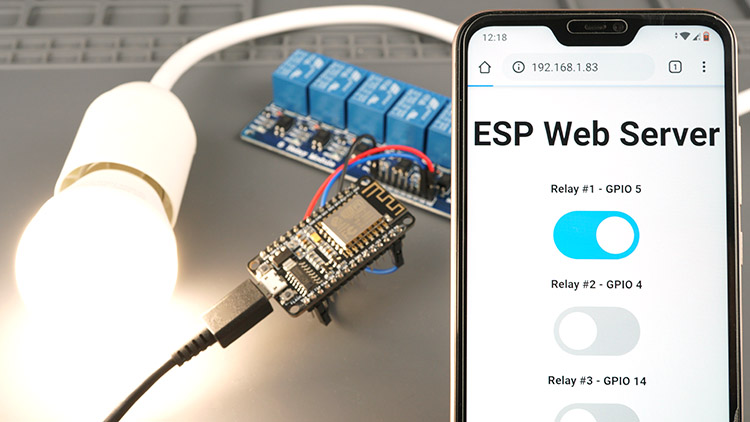 12:18
192.168.1.83
1
ESP Web Server
Relay #1 - GPIO 5
Relay #2 - GPIO 4
Relay #3 - GPIO 14